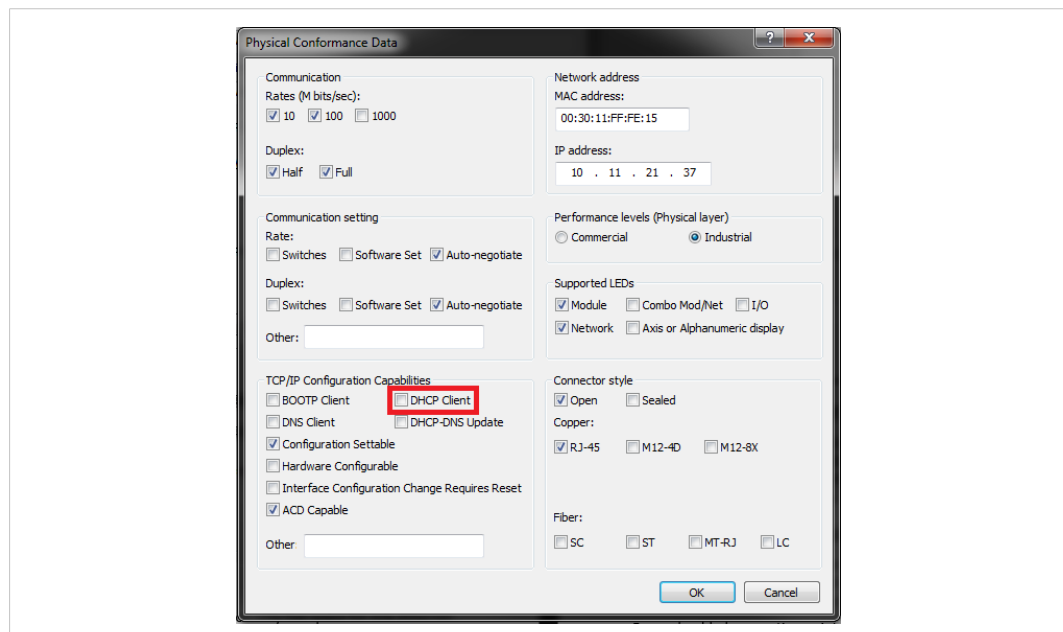 Physical Conformance Data
Communication
Rates (M bits/sec):
10 100 1000
Duplex:
Half Full
Network address
MAC address:
00:30:11:FF:FE:15
IP address:
10 . 11 . 21 . 37
Communication setting
Rate:
Switches Software Set Auto-negotiate
Duplex:
Switches Software Set Auto-negotiate
Other:
Performance levels (Physical layer)
Commercial Industrial
Supported LEDs
Module Combo Mod/Net I/O
Network Axis or Alphanumeric display
TCP/IP Configuration Capabilities
BOOTP Client DHCP Client
DNS Client DHCP-DNS Update
Configuration Settable
Hardware Configurable
Interface Configuration Change Requires Reset
ACD Capable
Other
Connector style
Open Sealed
Copper:
RJ-45 M12-4D M12-8X
Fiber:
SC ST MT-RJ LC
OK Cancel